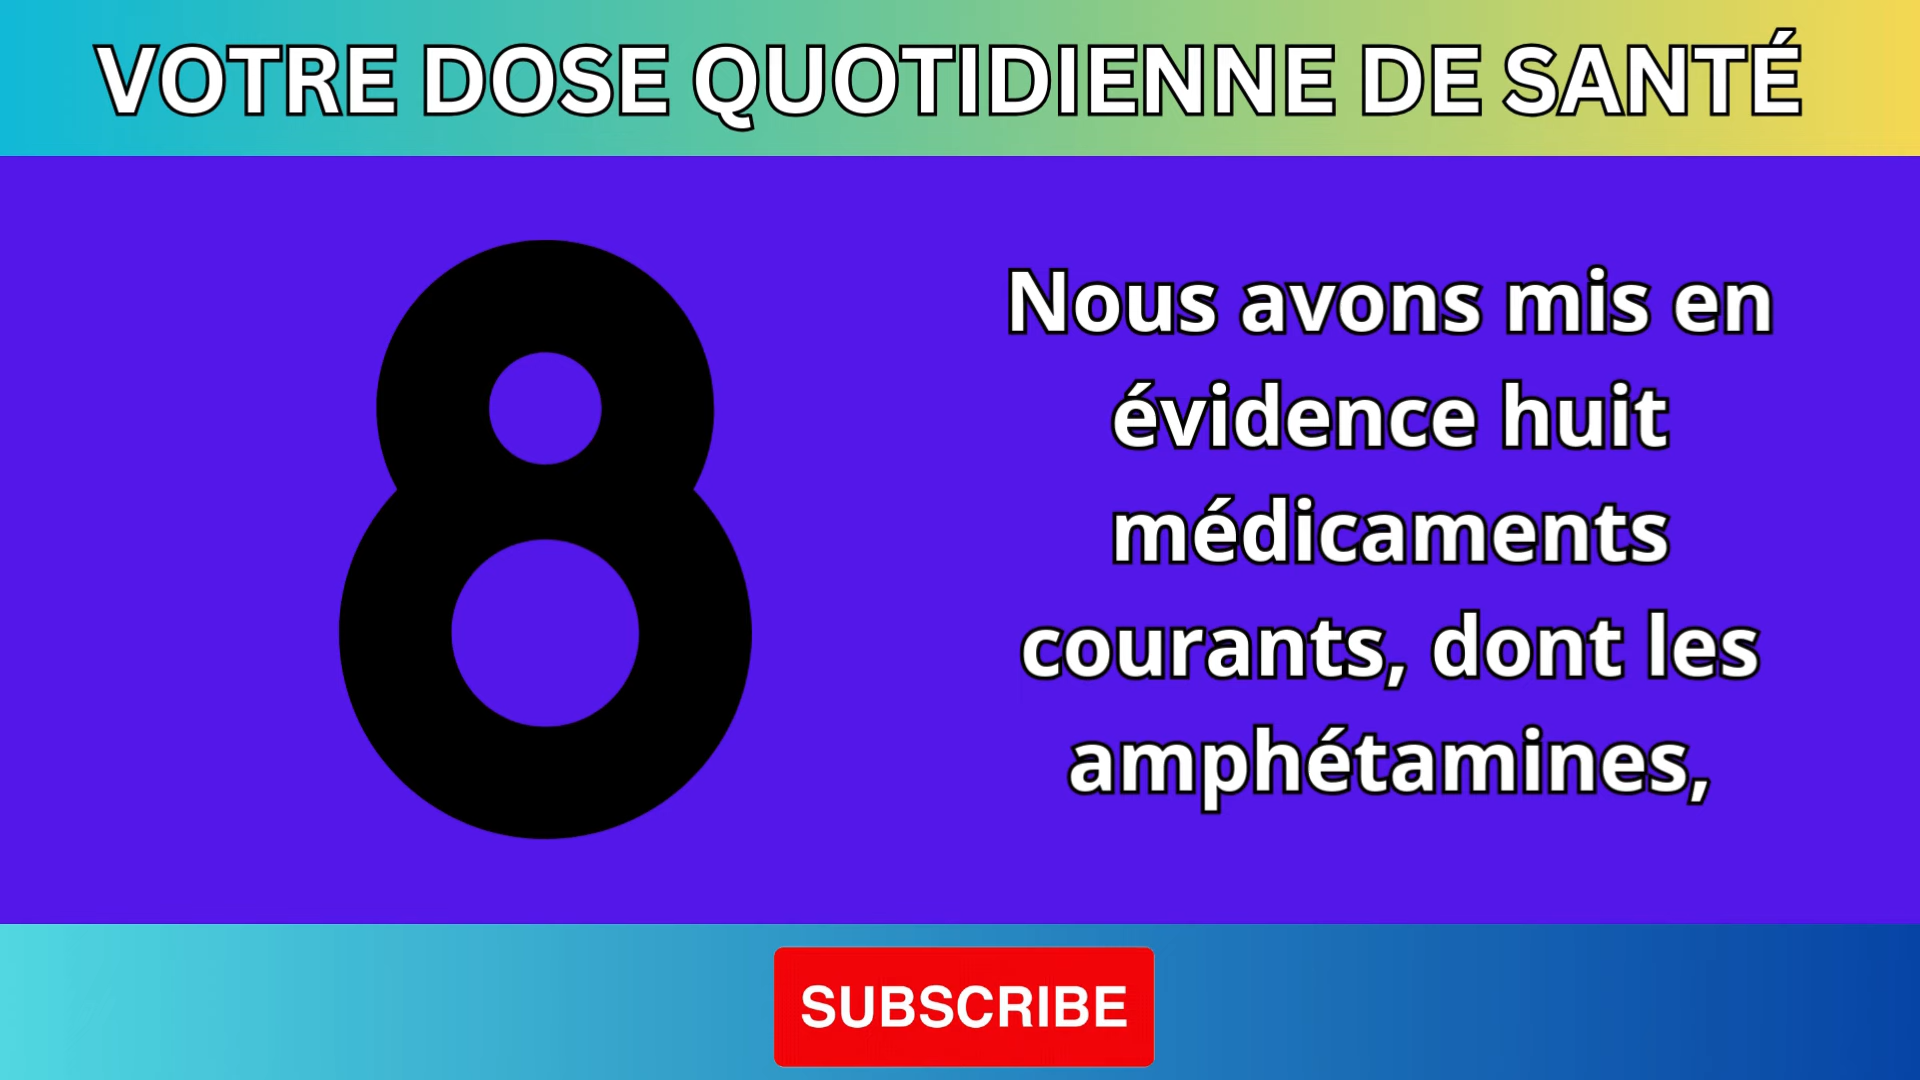 VOTRE DOSE QUOTIDIENNE DE SANTÉ
8
Nous avons mis en
évidence huit
médicaments
courants, dont les
amphétamines,
SUBSCRIBE